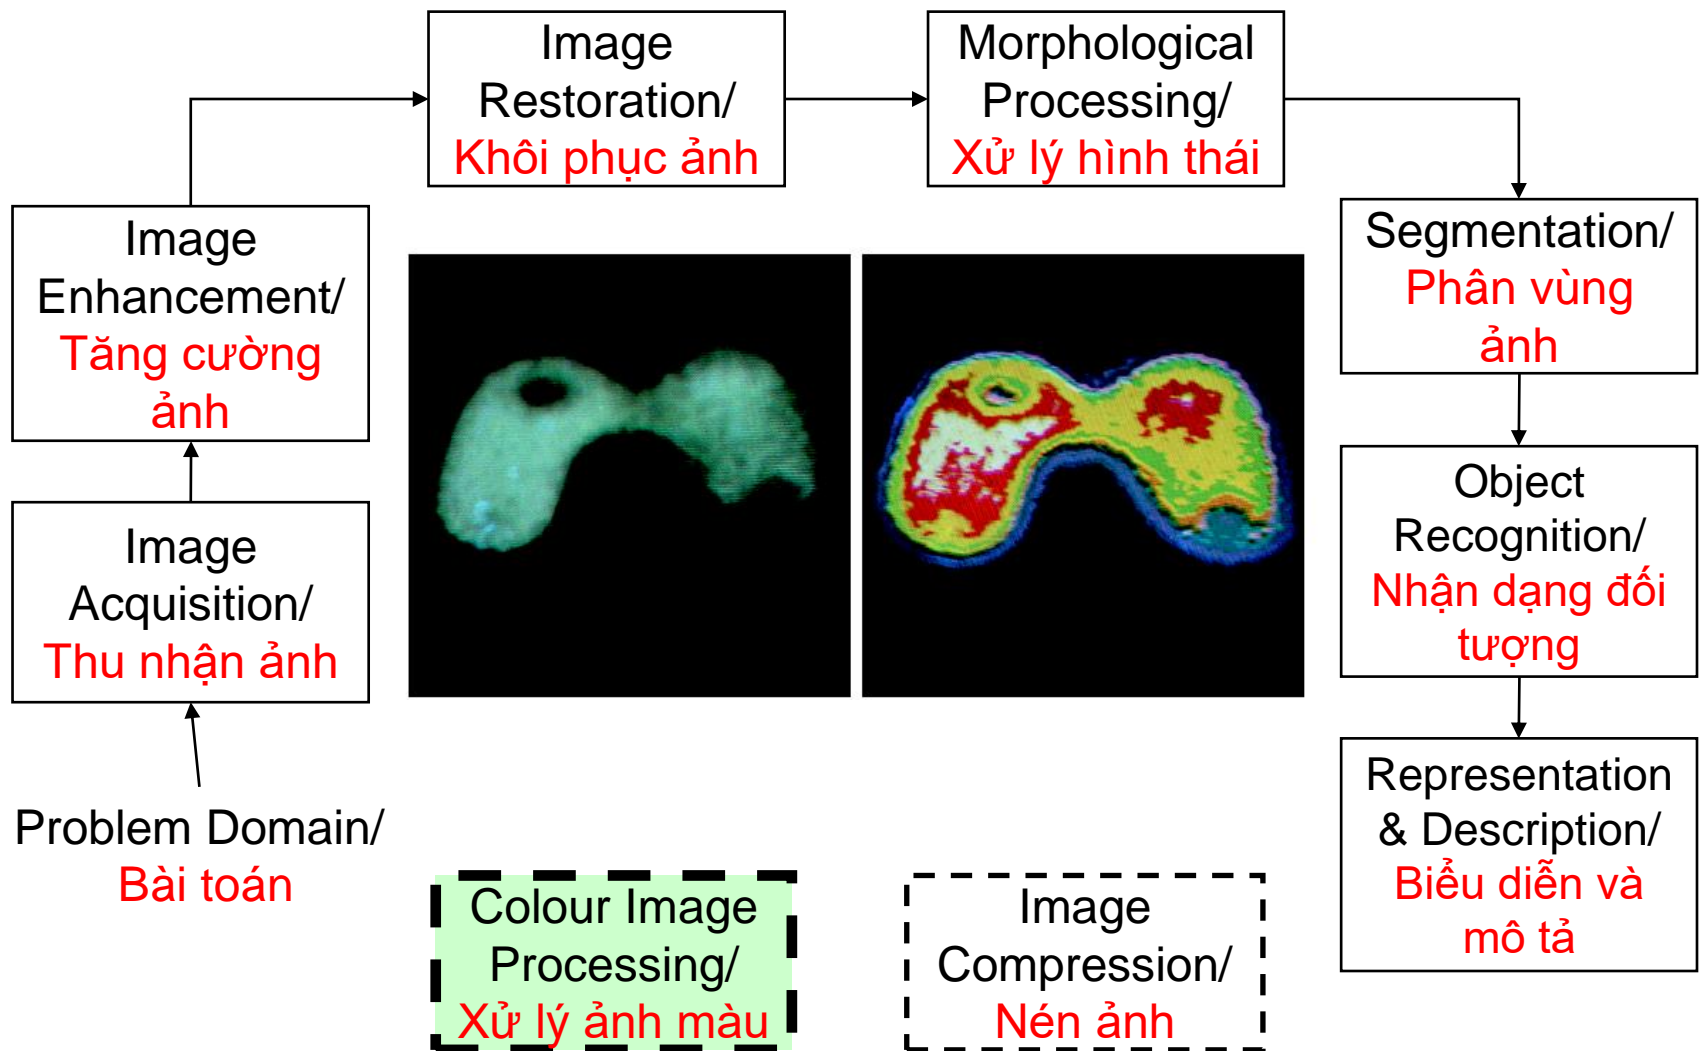 Image
Restoration/
Khôi phục ảnh
Morphological
Processing/
Xử lý hình thái
Image
Enhancement/
Tăng cường
ảnh
Segmentation/
Phân vùng
ảnh
Image
Acquisition/
Thu nhận ảnh
Object
Recognition/
Nhận dạng đối
tượng
Problem Domain/
Bài toán
Representation
& Description/
Biểu diễn và
mô tả
Colour Image
Processing/
Xử lý ảnh màu
Image
Compression/
Nén ảnh